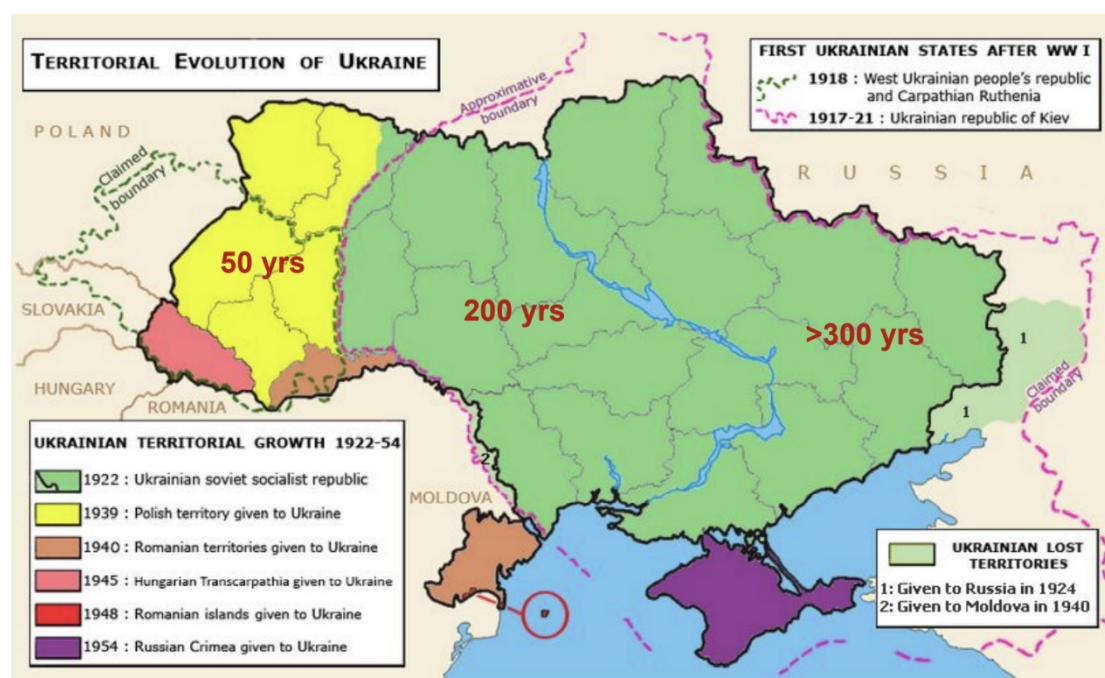 TERRITORIAL EVOLUTION OF UKRAINE
FIRST UKRAINIAN STATES AFTER WW I
1918 : West Ukrainian people's republic
and Carpathian Ruthenia
1917-21 : Ukrainian republic of Kiev
Approximative
boundary
POLAND
Claimed
boundary
RUSSIA
50 yrs
200 yrs
>300 yrs
SLOVAKIA
1
HUNGARY
ROMANIA
Claimed
boundary
1
UKRAINIAN TERRITORIAL GROWTH 1922-54
1922 : Ukrainian soviet socialist republic
1939 : Polish territory given to Ukraine
1940 : Romanian territories given to Ukraine
1945 : Hungarian Transcarpathia given to Ukraine
1948 : Romanian islands given to Ukraine
1954 : Russian Crimea given to Ukraine
2
MOLDOVA
UKRAINIAN LOST
TERRITORIES
1: Given to Russia in 1924
2: Given to Moldova in 1940